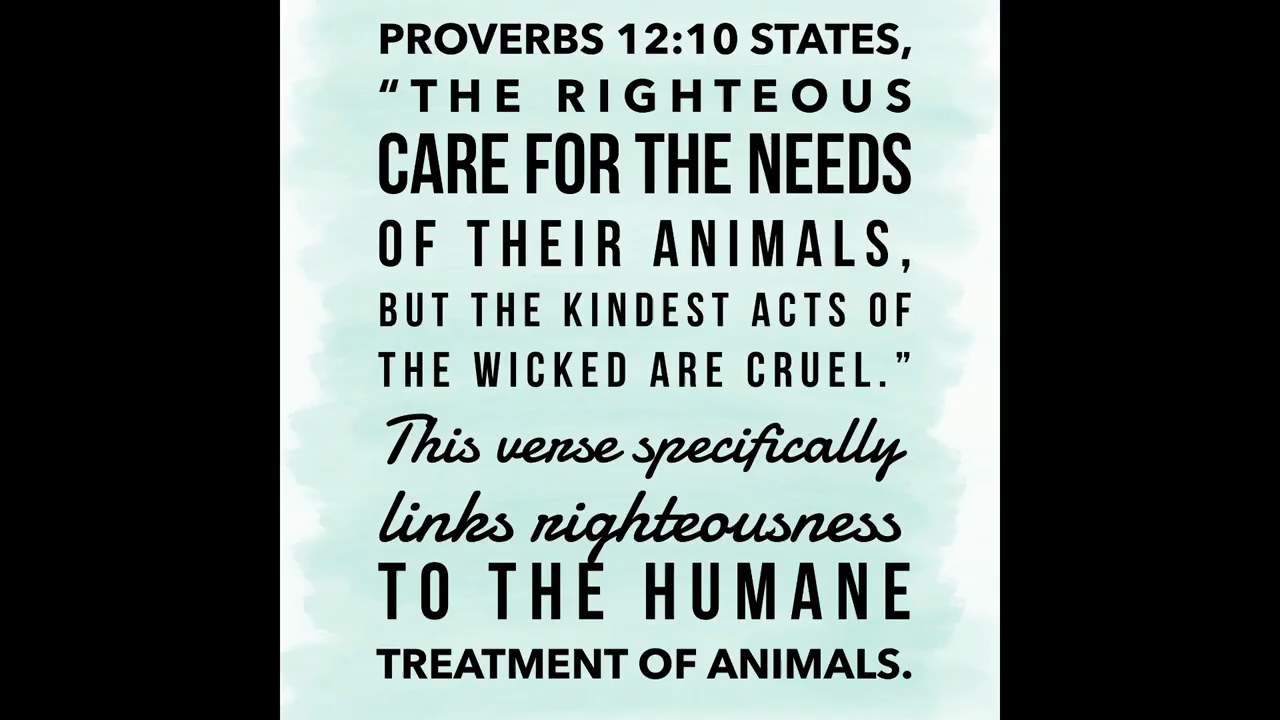 PROVERBS 12:10 STATES,
“THE RIGHTEOUS
CARE FOR THE NEEDS
OF THEIR ANIMALS,
BUT THE KINDEST ACTS OF
THE WICKED ARE CRUEL.”
This verse specifically
links righteousness
TO THE HUMANE
TREATMENT OF ANIMALS.